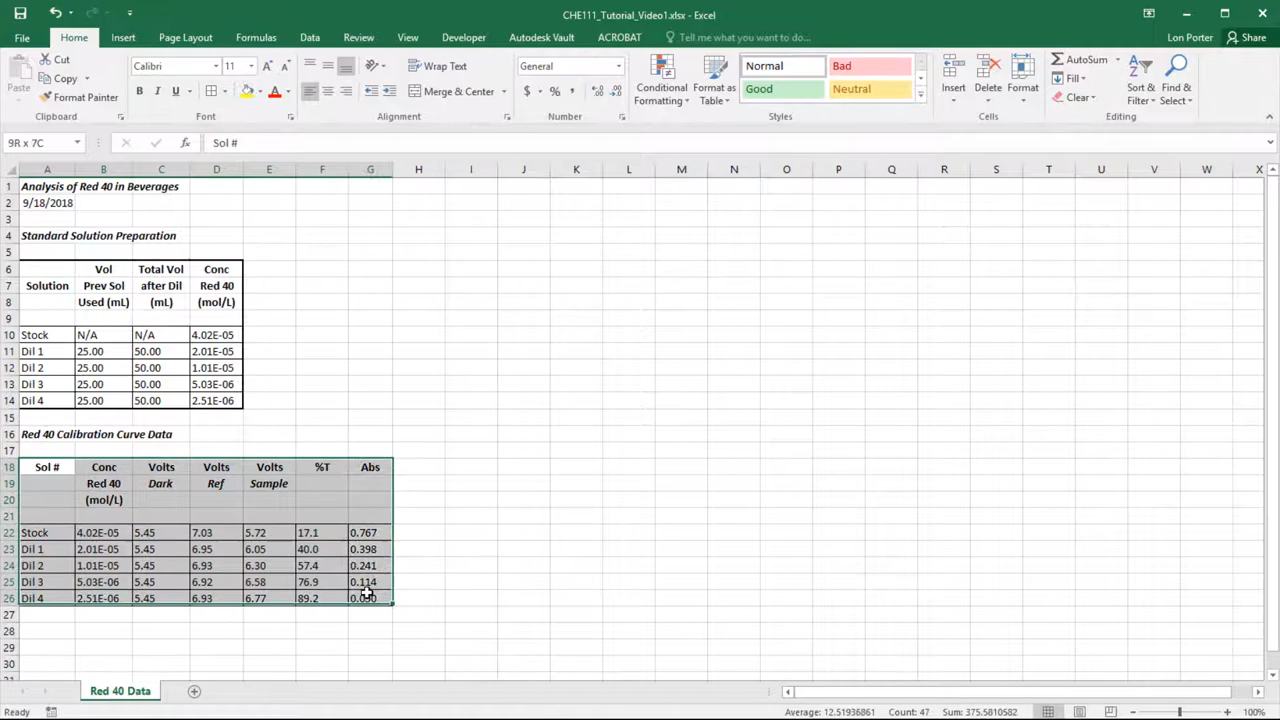 CHE111_Tutorial_Video1.xlsx - Excel
File Home Insert Page Layout Formulas Data Review View Developer Autodesk Vault ACROBAT Tell me what you want to do... Lon Porter Share
Paste Cut Copy Format Painter Clipboard
Calibri 11 B I U Font
Wrap Text Merge & Center Alignment
General $ % Number
Conditional Formatting Format as Table Normal Bad Good Neutral Styles
Insert Delete Format Cells
AutoSum Fill Clear Sort & Filter Find & Select Editing
9R x 7C fx Sol #
A B C D E F G H I J K L M N O P Q R S T U V W X
1 Analysis of Red 40 in Beverages
2 9/18/2018
3
4 Standard Solution Preparation
5
6 Vol Total Vol Conc
7 Solution Prev Sol after Dil Red 40
8 Used (mL) (mL) (mol/L)
9
10 Stock N/A N/A 4.02E-05
11 Dil 1 25.00 50.00 2.01E-05
12 Dil 2 25.00 50.00 1.01E-05
13 Dil 3 25.00 50.00 5.03E-06
14 Dil 4 25.00 50.00 2.51E-06
15
16 Red 40 Calibration Curve Data
17
18 Sol # Conc Volts Volts Volts %T Abs
19 Red 40 Dark Ref Sample
20 (mol/L)
21
22 Stock 4.02E-05 5.45 7.03 5.72 17.1 0.767
23 Dil 1 2.01E-05 5.45 6.95 6.05 40.0 0.398
24 Dil 2 1.01E-05 5.45 6.93 6.30 57.4 0.241
25 Dil 3 5.03E-06 5.45 6.92 6.58 76.9 0.114
26 Dil 4 2.51E-06 5.45 6.93 6.77 89.2
27
28
29
30
Red 40 Data
Ready Average: 12.51936861 Count: 47 Sum: 375.5810582 100%